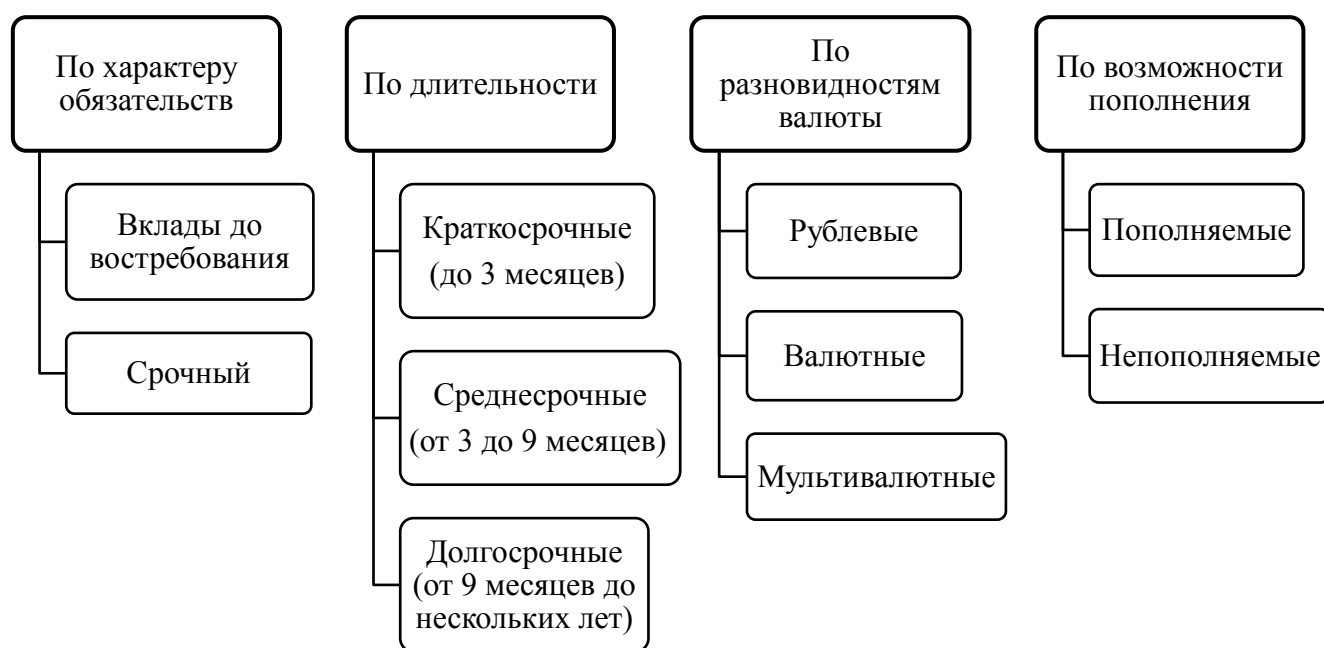 По характеру
обязательств
Вклады до
востребования
Срочный
По длительности
Краткосрочные
(до 3 месяцев)
Среднесрочные
(от 3 до 9 месяцев)
Долгосрочные
(от 9 месяцев до
нескольких лет)
По
разновидностям
валюты
Рублевые
Валютные
Мультивалютные
По возможности
пополнения
Пополняемые
Непополняемые